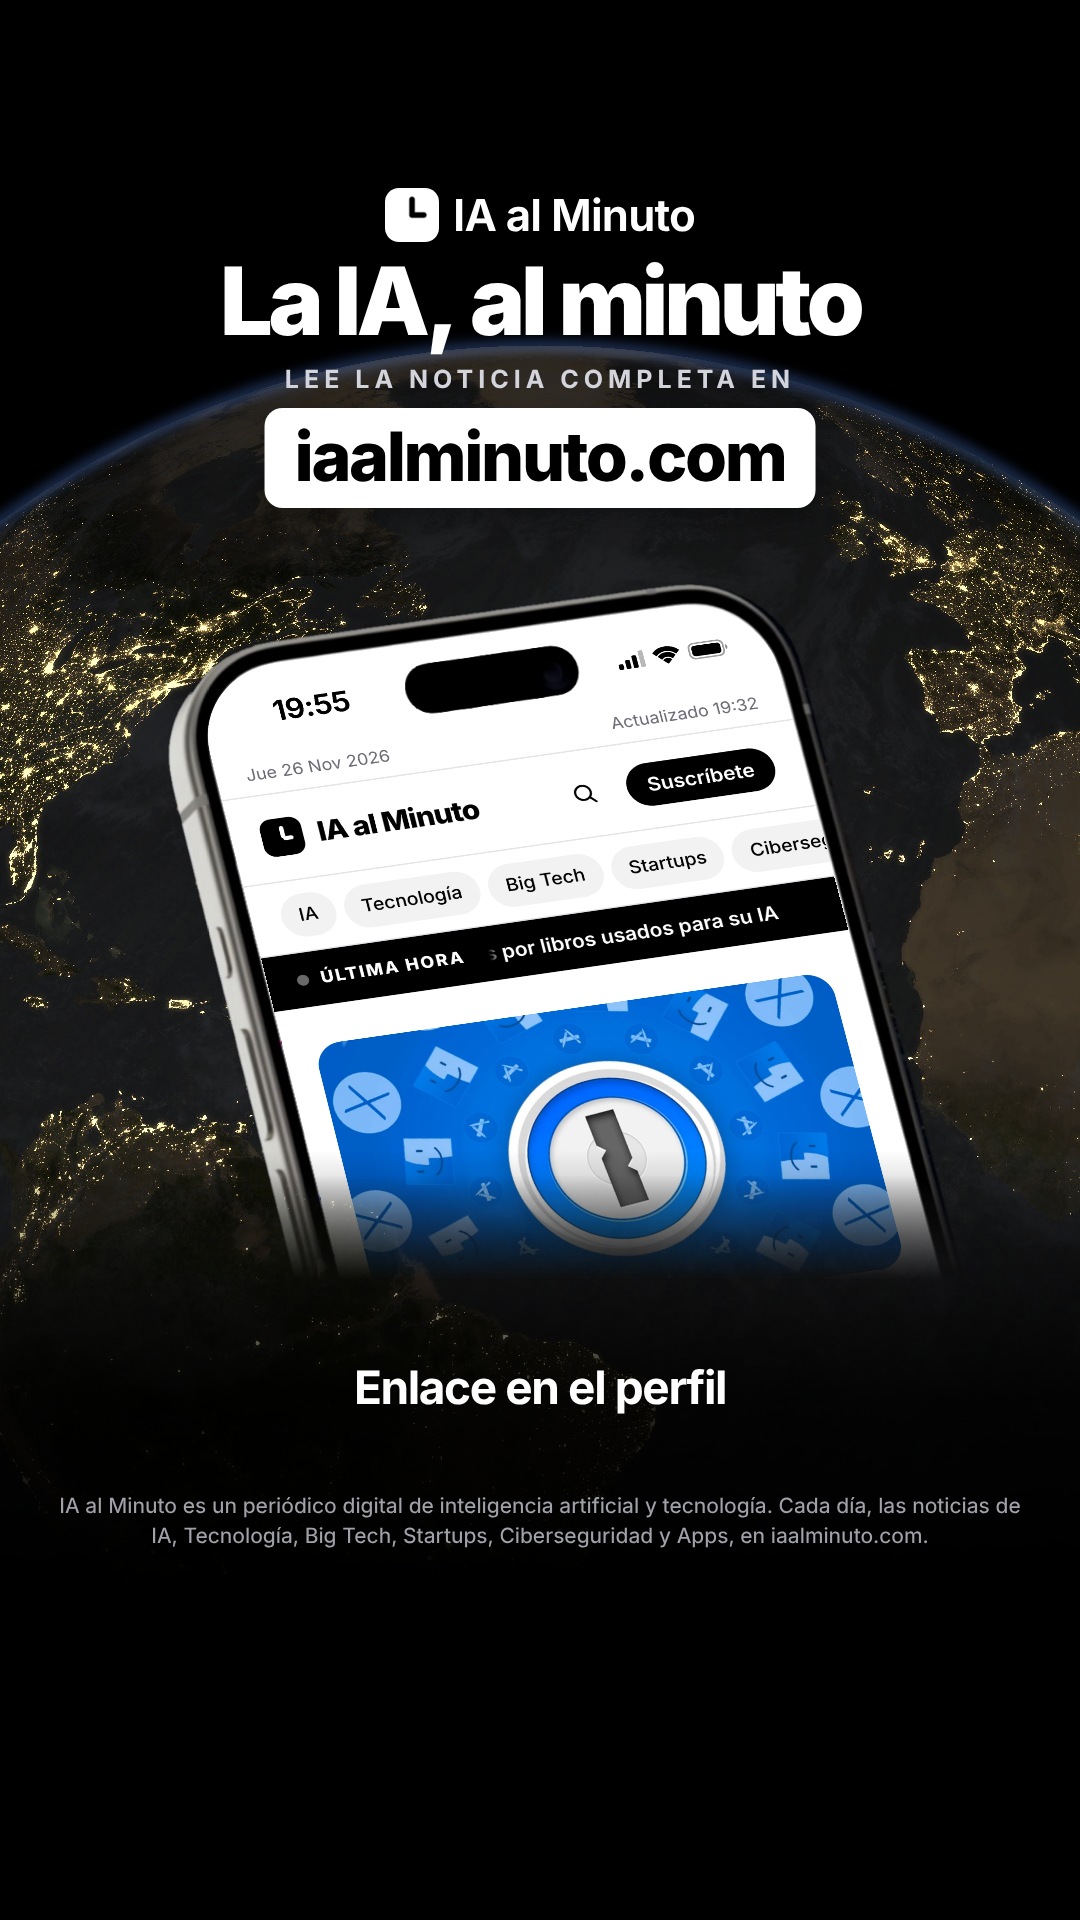 IA al Minuto
La IA, al minuto
LEE LA NOTICIA COMPLETA EN
iaalminuto.com
19:55
Jue 26 Nov 2026
Actualizado 19:32
IA al Minuto
Suscríbete
IA
Tecnología
Big Tech
Startups
Ciberseg
ÚLTIMA HORA
s por libros usados para su IA
Enlace en el perfil
IA al Minuto es un periódico digital de inteligencia artificial y tecnología. Cada día, las noticias de
IA, Tecnología, Big Tech, Startups, Ciberseguridad y Apps, en iaalminuto.com.